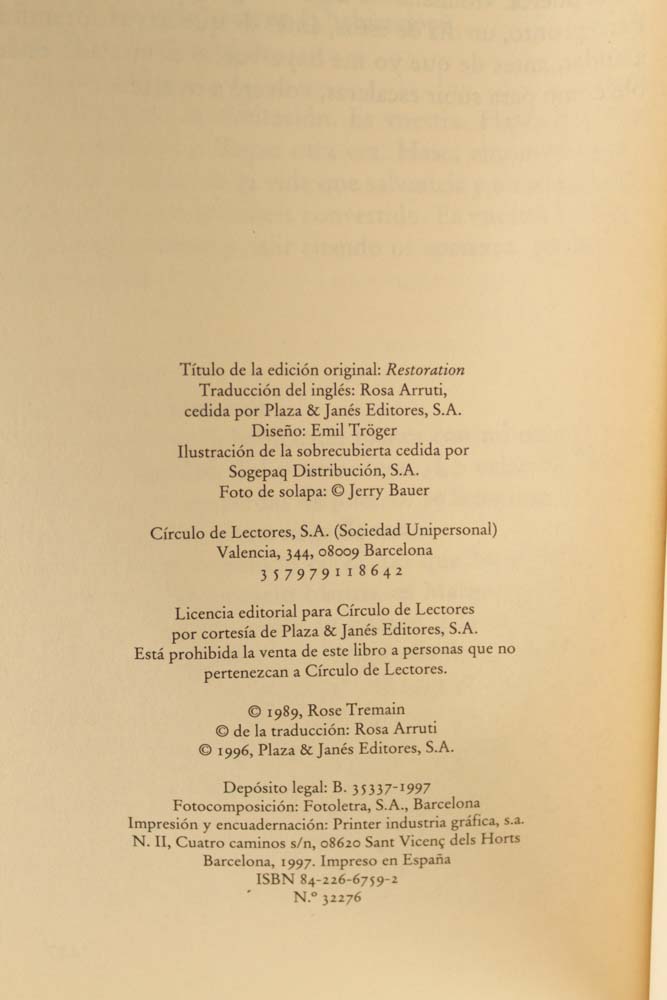 Título de la edición original: Restoration
Traducción del inglés: Rosa Arruti,
cedida por Plaza & Janés Editores, S.A.
Diseño: Emil Tröger
Ilustración de la sobrecubierta cedida por
Sogepaq Distribución, S.A.
Foto de solapa: © Jerry Bauer
Círculo de Lectores, S.A. (Sociedad Unipersonal)
Valencia, 344, 08009 Barcelona
3 5 7 9 7 9 1 1 8 6 4 2
Licencia editorial para Círculo de Lectores
por cortesía de Plaza & Janés Editores, S.A.
Está prohibida la venta de este libro a personas que no
pertenezcan a Círculo de Lectores.
© 1989, Rose Tremain
© de la traducción: Rosa Arruti
© 1996, Plaza & Janés Editores, S.A.
Depósito legal: B. 35337-1997
Fotocomposición: Fotoletra, S.A., Barcelona
Impresión y encuadernación: Printer industria gráfica, s.a.
N. II, Cuatro caminos s/n, 08620 Sant Vicenç dels Horts
Barcelona, 1997. Impreso en España
ISBN 84-226-6759-2
N.º 32276